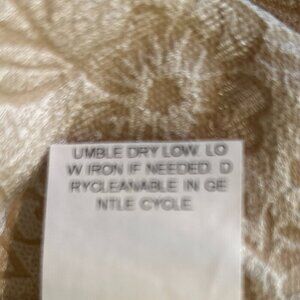 UMBLE DRY LOW LO
W IRON IF NEEDED D
RYCLEANABLE IN GE
NTLE CYCLE